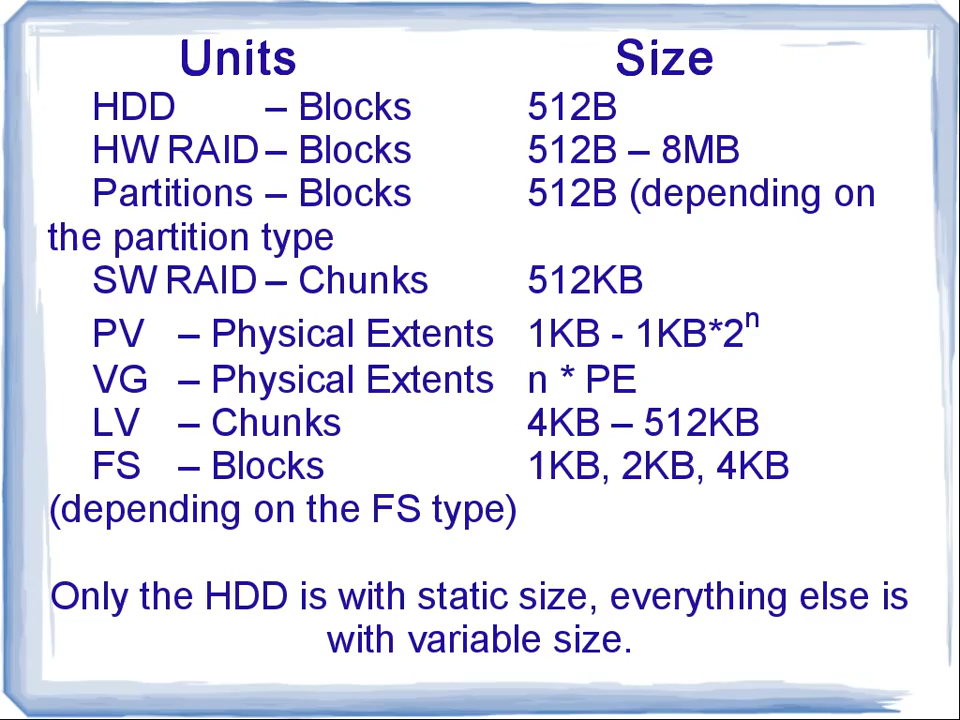 Units Size
HDD – Blocks 512B
HW RAID – Blocks 512B – 8MB
Partitions – Blocks 512B (depending on
the partition type
SW RAID – Chunks 512KB
PV – Physical Extents 1KB - 1KB*2ⁿ
VG – Physical Extents n * PE
LV – Chunks 4KB – 512KB
FS – Blocks 1KB, 2KB, 4KB
(depending on the FS type)
Only the HDD is with static size, everything else is
with variable size.